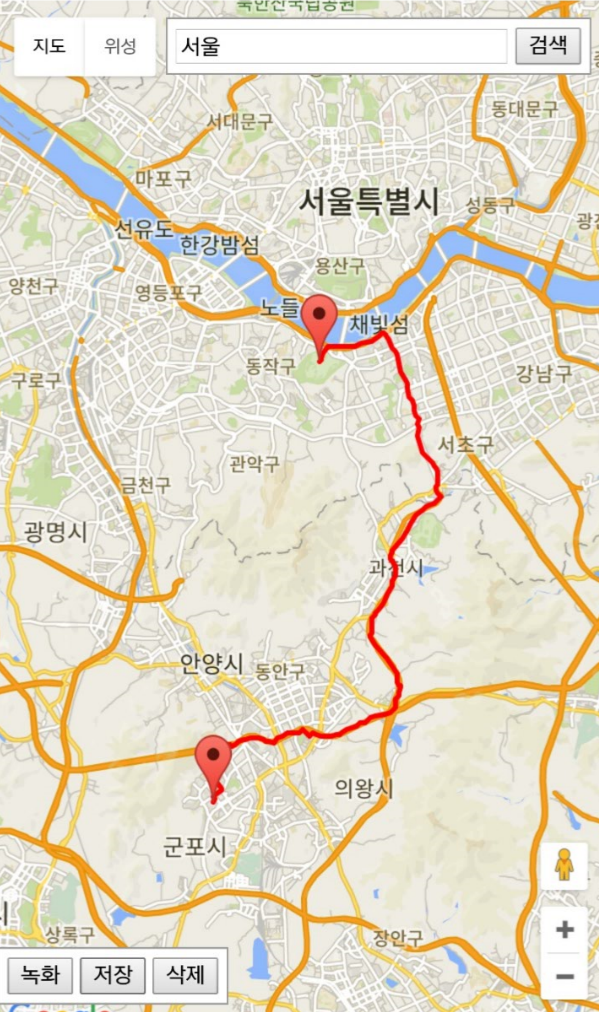 북한산국립공원
지도 위성
서울 검색
동대문구
서대문구
마포구
서울특별시
성동구
선유도
한강밤섬
용산구
양천구
영등포구
노들
채빛섬
동작구
구로구
강남구
서초구
관악구
금천구
광명시
과천시
안양시
동안구
의왕시
군포시
상록구
장안구
녹화 저장 삭제